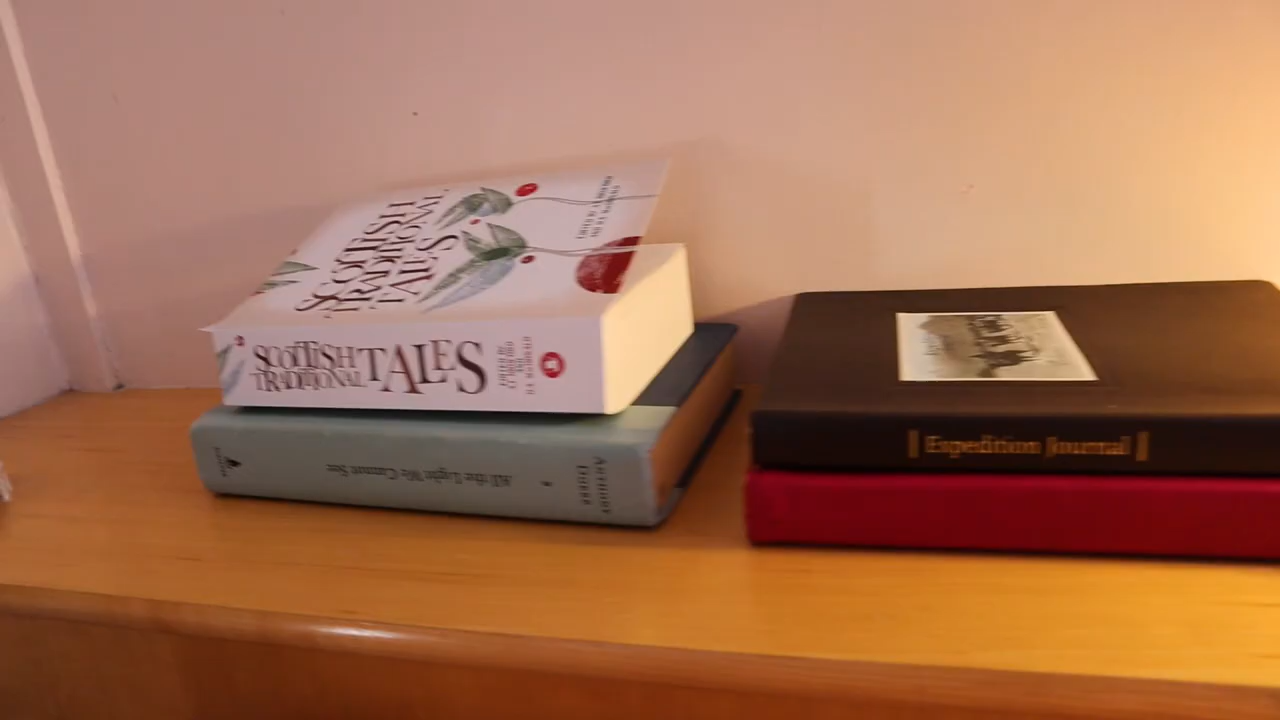 SCOTTISH
TRADITIONAL
TALES
SCOTTISH
TRADITIONAL
TALES
All the Light We Cannot See
ANTHONY
DOERR
Expedition Journal